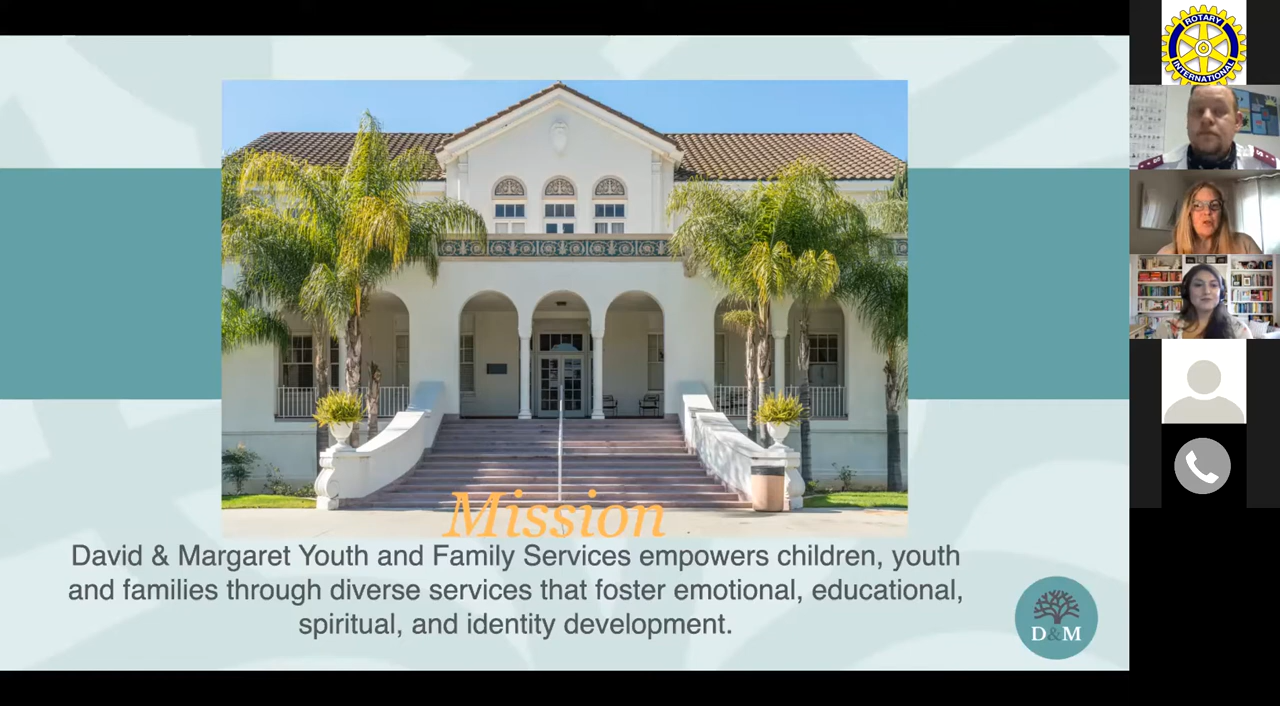 ROTARY
INTERNATIONAL
Mission
David & Margaret Youth and Family Services empowers children, youth
and families through diverse services that foster emotional, educational,
spiritual, and identity development.
D&M